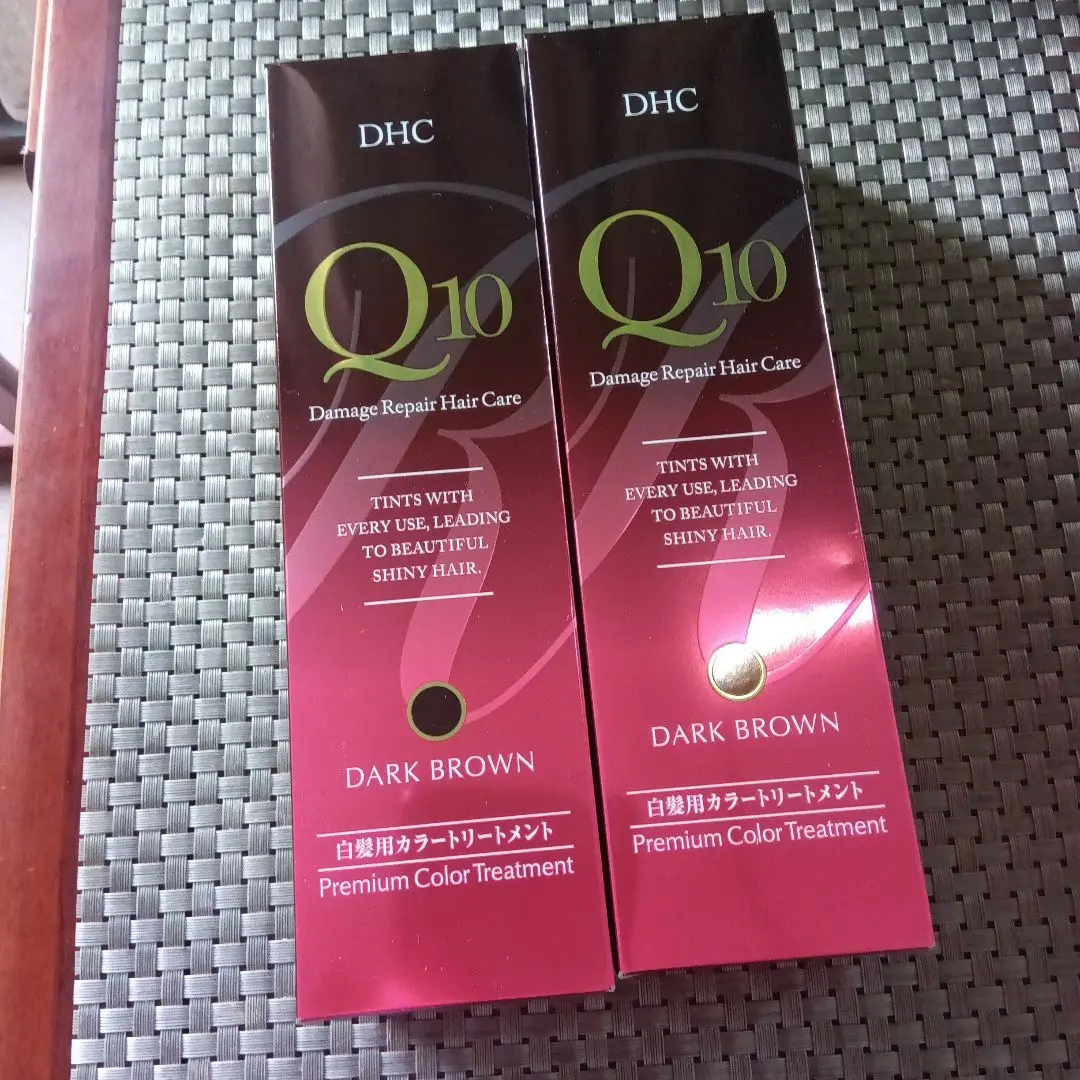 DHC
Q10
Damage Repair Hair Care
TINTS WITH
EVERY USE, LEADING
TO BEAUTIFUL
SHINY HAIR.
DARK BROWN
白髪用カラートリートメント
Premium Color Treatment
DHC
Q10
Damage Repair Hair Care
TINTS WITH
EVERY USE, LEADING
TO BEAUTIFUL
SHINY HAIR.
DARK BROWN
白髪用カラートリートメント
Premium Color Treatment